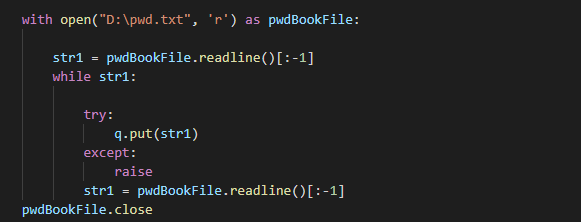 with open("D:\pwd.txt", 'r') as pwdBookFile:
str1 = pwdBookFile.readline()[:-1]
while str1:
try:
q.put(str1)
except:
raise
str1 = pwdBookFile.readline()[:-1]
pwdBookFile.close